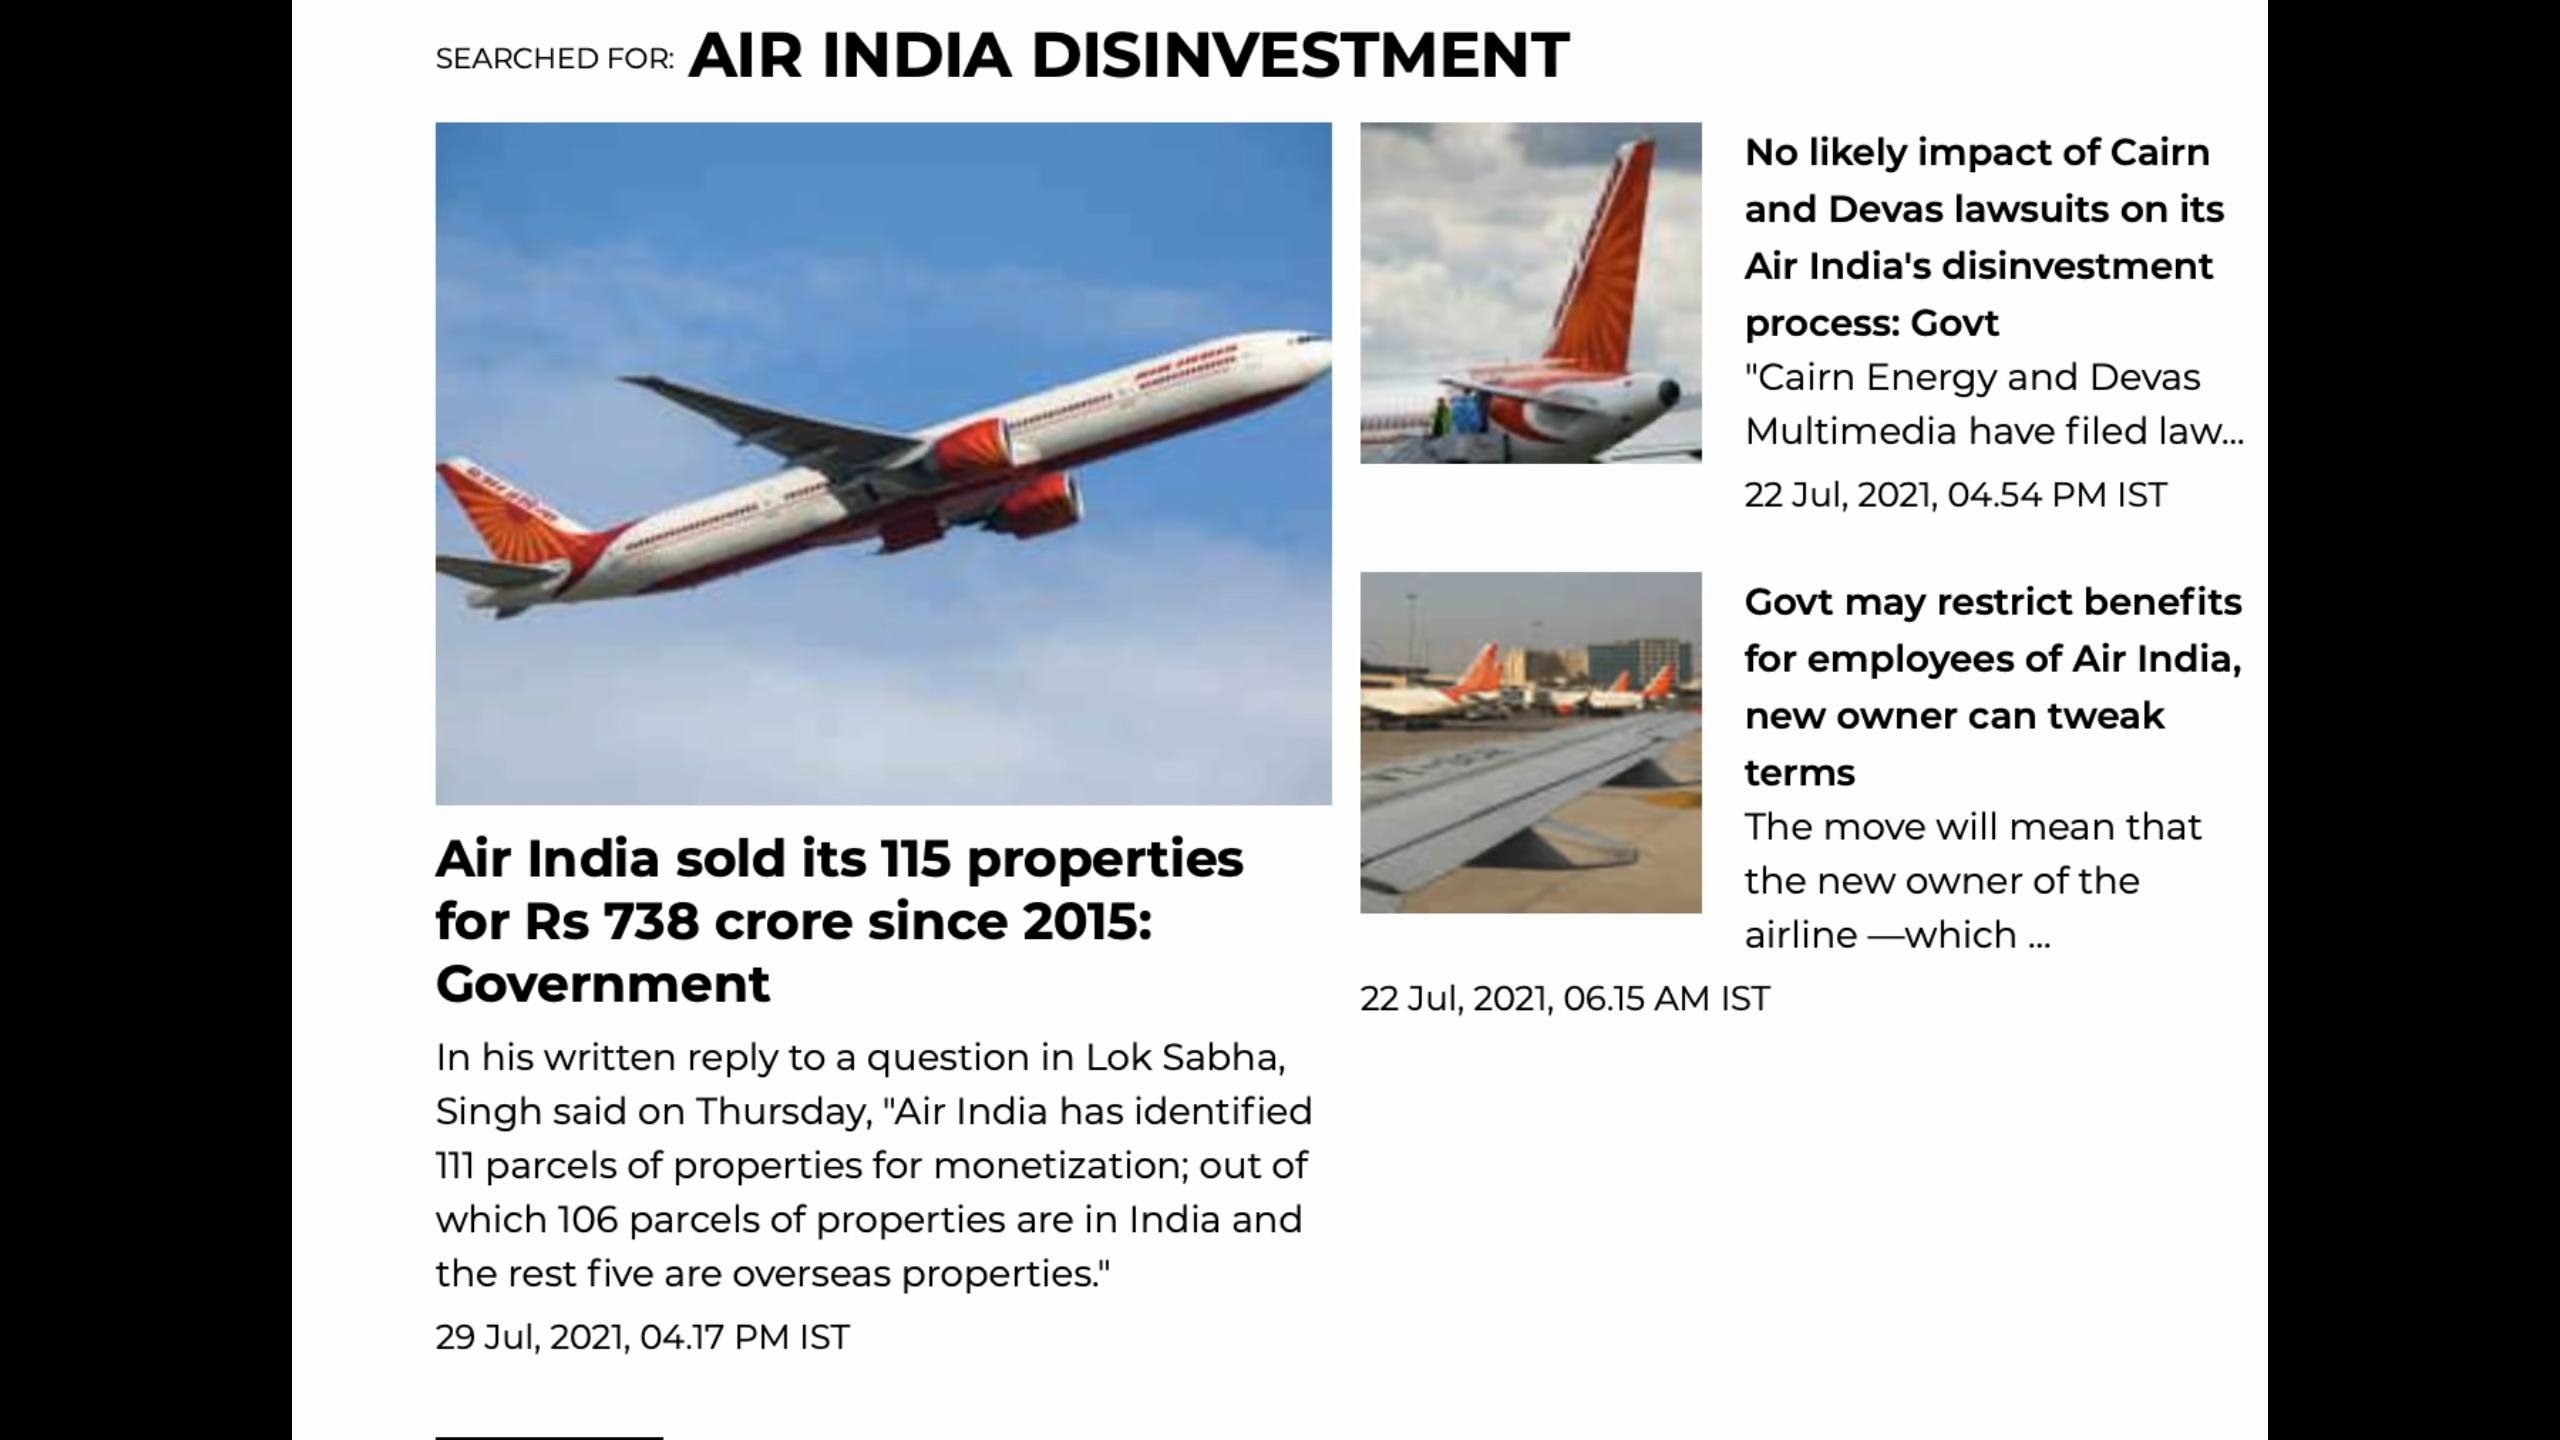 SEARCHED FOR: AIR INDIA DISINVESTMENT
AIR INDIA
Air India sold its 115 properties
for Rs 738 crore since 2015:
Government
In his written reply to a question in Lok Sabha,
Singh said on Thursday, "Air India has identified
111 parcels of properties for monetization; out of
which 106 parcels of properties are in India and
the rest five are overseas properties."
29 Jul, 2021, 04.17 PM IST
No likely impact of Cairn
and Devas lawsuits on its
Air India's disinvestment
process: Govt
"Cairn Energy and Devas
Multimedia have filed law...
22 Jul, 2021, 04.54 PM IST
Govt may restrict benefits
for employees of Air India,
new owner can tweak
terms
The move will mean that
the new owner of the
airline —which ...
22 Jul, 2021, 06.15 AM IST